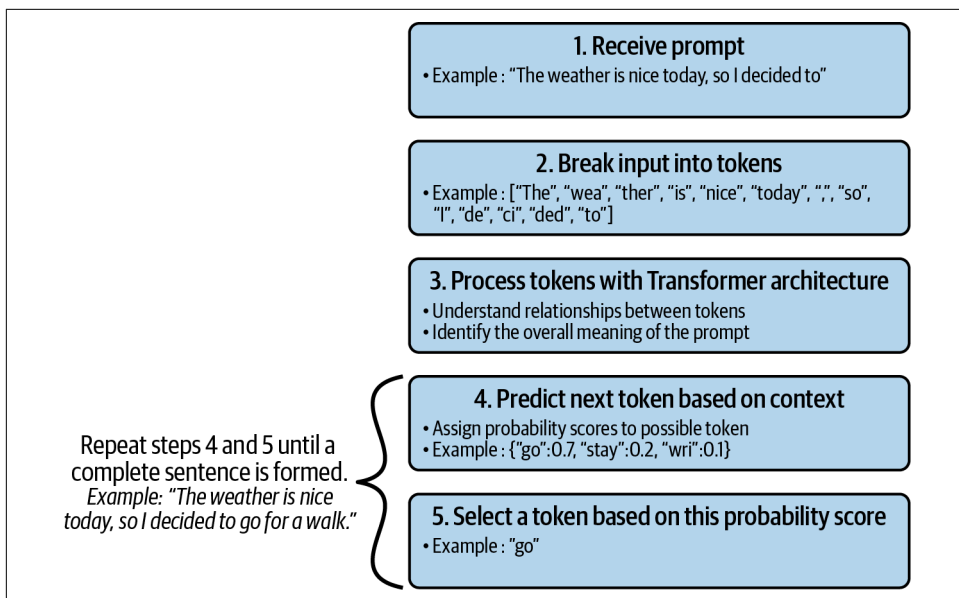 1. Receive prompt
• Example : “The weather is nice today, so I decided to”
2. Break input into tokens
• Example : [“The”, “wea”, “ther”, “is”, “nice”, “today”, “,”, “so”,
“I”, “de”, “ci”, “ded”, “to”]
3. Process tokens with Transformer architecture
• Understand relationships between tokens
• Identify the overall meaning of the prompt
4. Predict next token based on context
• Assign probability scores to possible token
• Example : {”go”:0.7, “stay”:0.2, “wri”:0.1}
Repeat steps 4 and 5 until a
complete sentence is formed.
Example: “The weather is nice
today, so I decided to go for a walk.”
5. Select a token based on this probability score
• Example : ”go”